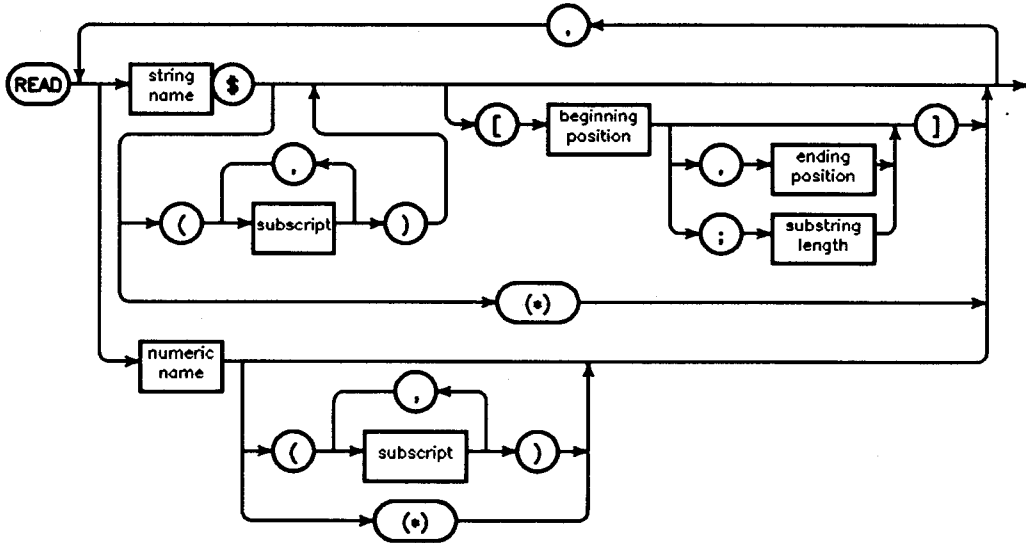 ,
READ
string
name
$
[
beginning
position
]
,
ending
position
,
(
subscript
)
;
substring
length
(*)
numeric
name
,
(
subscript
)
(*)